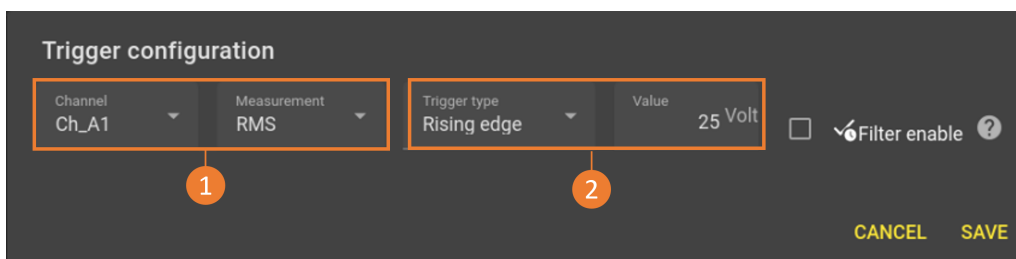 Trigger configuration
Channel
Ch_A1
Measurement
RMS
Trigger type
Rising edge
Value
25 Volt
Filter enable
?
1
2
CANCEL
SAVE